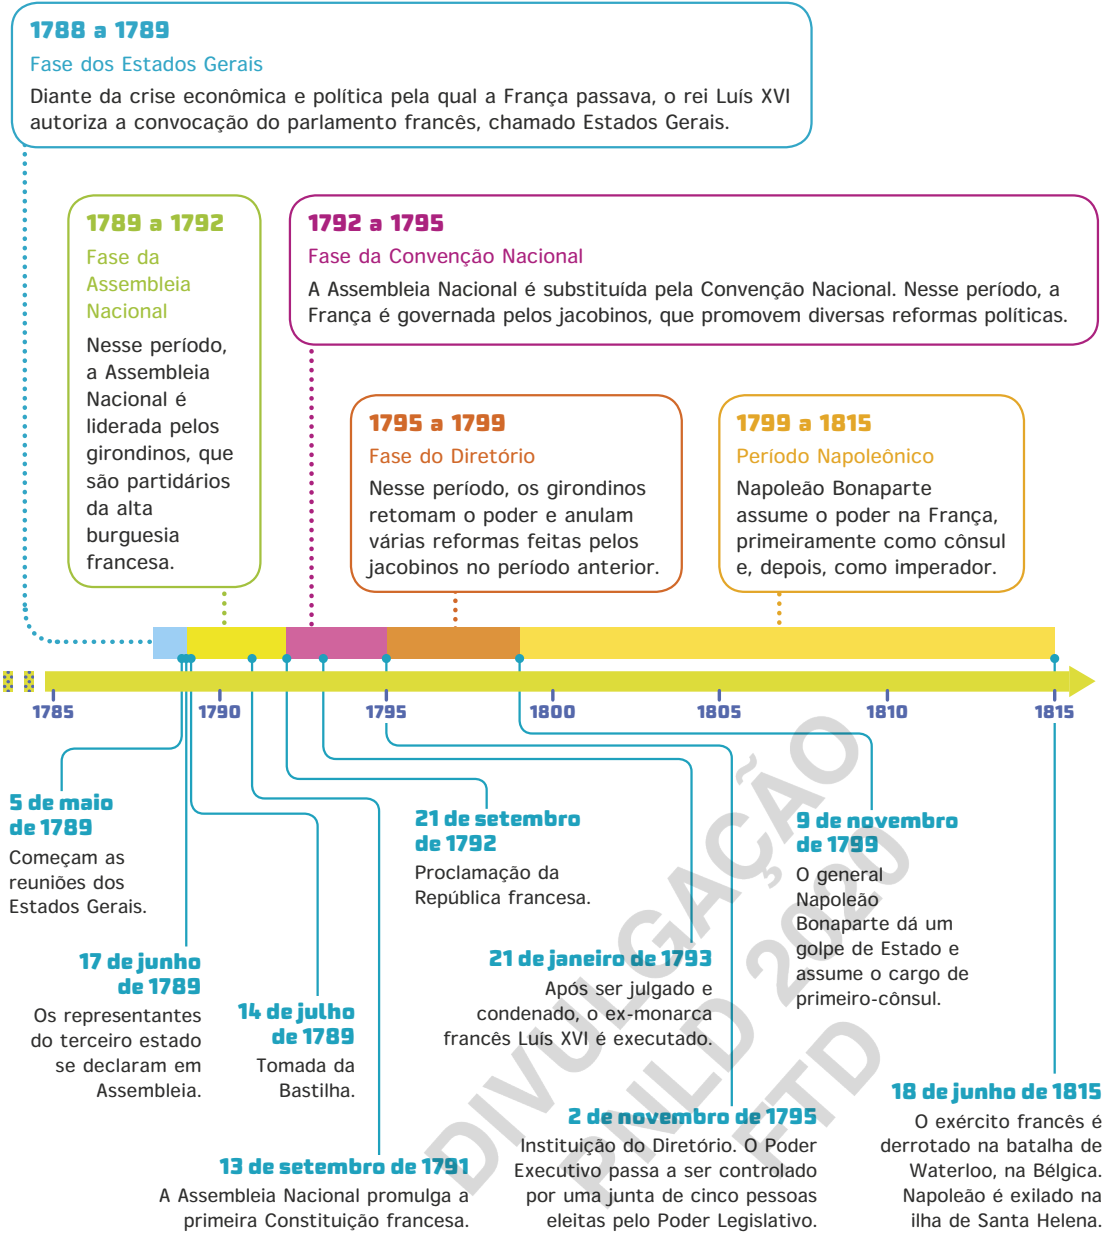 1788 a 1789
Fase dos Estados Gerais
Diante da crise econômica e política pela qual a França passava, o rei Luís XVI
autoriza a convocação do parlamento francês, chamado Estados Gerais.
1789 a 1792
Fase da
Assembleia
Nacional
Nesse período,
a Assembleia
Nacional é
liderada pelos
girondinos, que
são partidários
da alta
burguesia
francesa.
1792 a 1795
Fase da Convenção Nacional
A Assembleia Nacional é substituída pela Convenção Nacional. Nesse período, a
França é governada pelos jacobinos, que promovem diversas reformas políticas.
1795 a 1799
Fase do Diretório
Nesse período, os girondinos
retomam o poder e anulam
várias reformas feitas pelos
jacobinos no período anterior.
1799 a 1815
Período Napoleônico
Napoleão Bonaparte
assume o poder na França,
primeiramente como cônsul
e, depois, como imperador.
1785 1790 1795 1800 1805 1810 1815
5 de maio
de 1789
Começam as
reuniões dos
Estados Gerais.
17 de junho
de 1789
Os representantes
do terceiro estado
se declaram em
Assembleia.
14 de julho
de 1789
Tomada da
Bastilha.
13 de setembro de 1791
A Assembleia Nacional promulga a
primeira Constituição francesa.
21 de setembro
de 1792
Proclamação da
República francesa.
21 de janeiro de 1793
Após ser julgado e
condenado, o ex-monarca
francês Luís XVI é executado.
2 de novembro de 1795
Instituição do Diretório. O Poder
Executivo passa a ser controlado
por uma junta de cinco pessoas
eleitas pelo Poder Legislativo.
9 de novembro
de 1799
O general
Napoleão
Bonaparte dá um
golpe de Estado e
assume o cargo de
primeiro-cônsul.
18 de junho de 1815
O exército francês é
derrotado na batalha de
Waterloo, na Bélgica.
Napoleão é exilado na
ilha de Santa Helena.
DIVULGAÇÃO
PNLD 2020
FTD